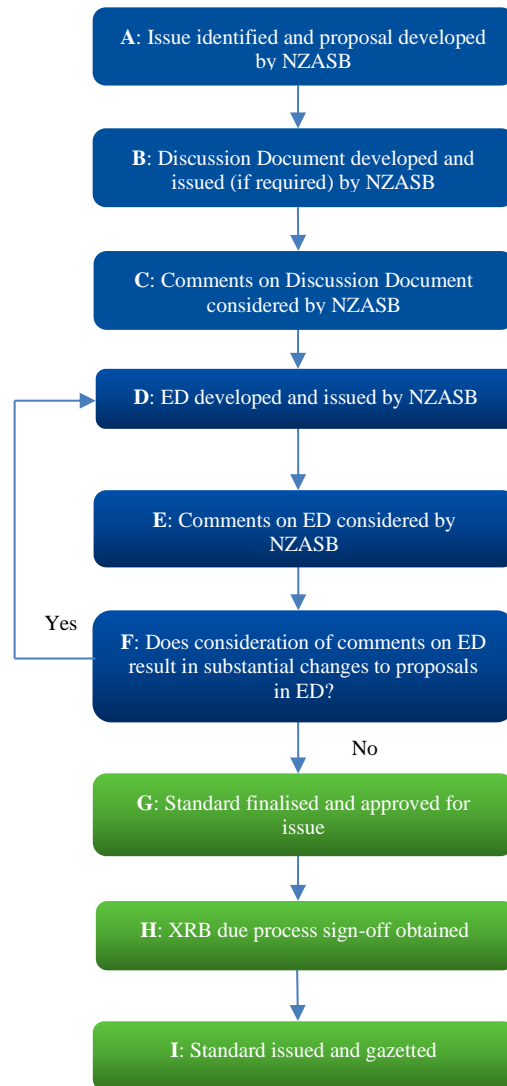 A: Issue identified and proposal developed
by NZASB
B: Discussion Document developed and
issued (if required) by NZASB
C: Comments on Discussion Document
considered by NZASB
D: ED developed and issued by NZASB
E: Comments on ED considered by
NZASB
Yes
F: Does consideration of comments on ED
result in substantial changes to proposals
in ED?
No
G: Standard finalised and approved for
issue
H: XRB due process sign-off obtained
I: Standard issued and gazetted